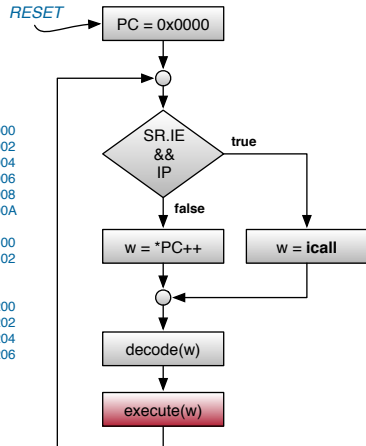 RESET
PC = 0x0000
SR.IE
&&
IP
true
false
00
02
04
06
08
0A
00
02
w = *PC++
w = icall
00
02
04
06
decode(w)
execute(w)